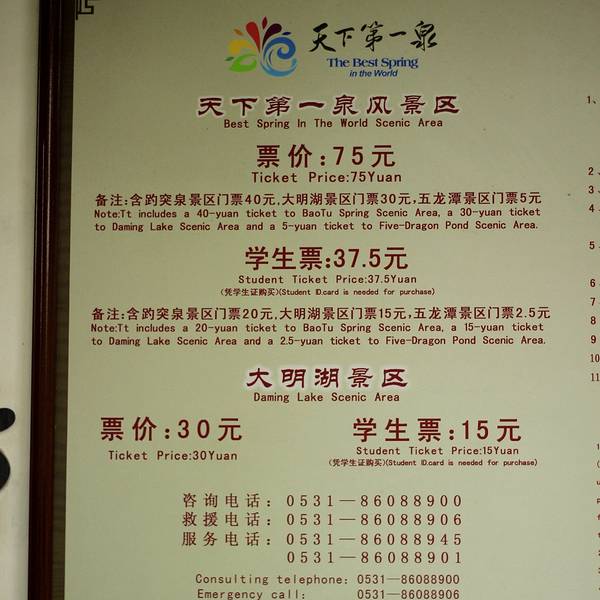 天下第一泉
The Best Spring
in the World
天下第一泉风景区
Best Spring In The World Scenic Area
票价:75元
Ticket Price:75Yuan
备注:含趵突泉景区门票40元,大明湖景区门票30元,五龙潭景区门票5元
Note:Tt includes a 40-yuan ticket to BaoTu Spring Scenic Area, a 30-yuan ticket
to Daming Lake Scenic Area and a 5-yuan ticket to Five-Dragon Pond Scenic Area.
学生票:37.5元
Student Ticket Price:37.5Yuan
(凭学生证购买)(Student ID.card is needed for purchase)
备注:含趵突泉景区门票20元,大明湖景区门票15元,五龙潭景区门票2.5元
Note:Tt includes a 20-yuan ticket to BaoTu Spring Scenic Area, a 15-yuan ticket
to Daming Lake Scenic Area and a 2.5-yuan ticket to Five-Dragon Pond Scenic Area.
大明湖景区
Daming Lake Scenic Area
票价:30元
Ticket Price:30Yuan
学生票:15元
Student Ticket Price:15Yuan
(凭学生证购买)(Student ID.card is needed for purchase)
咨询电话：0531—86088900
救援电话：0531—86088906
服务电话：0531—86088945
0531—86088901
Consulting telephone: 0531—86088900
Emergency call: 0531—86088906
1、
2、
3、
4、
5、
6
7
8
9
10
11